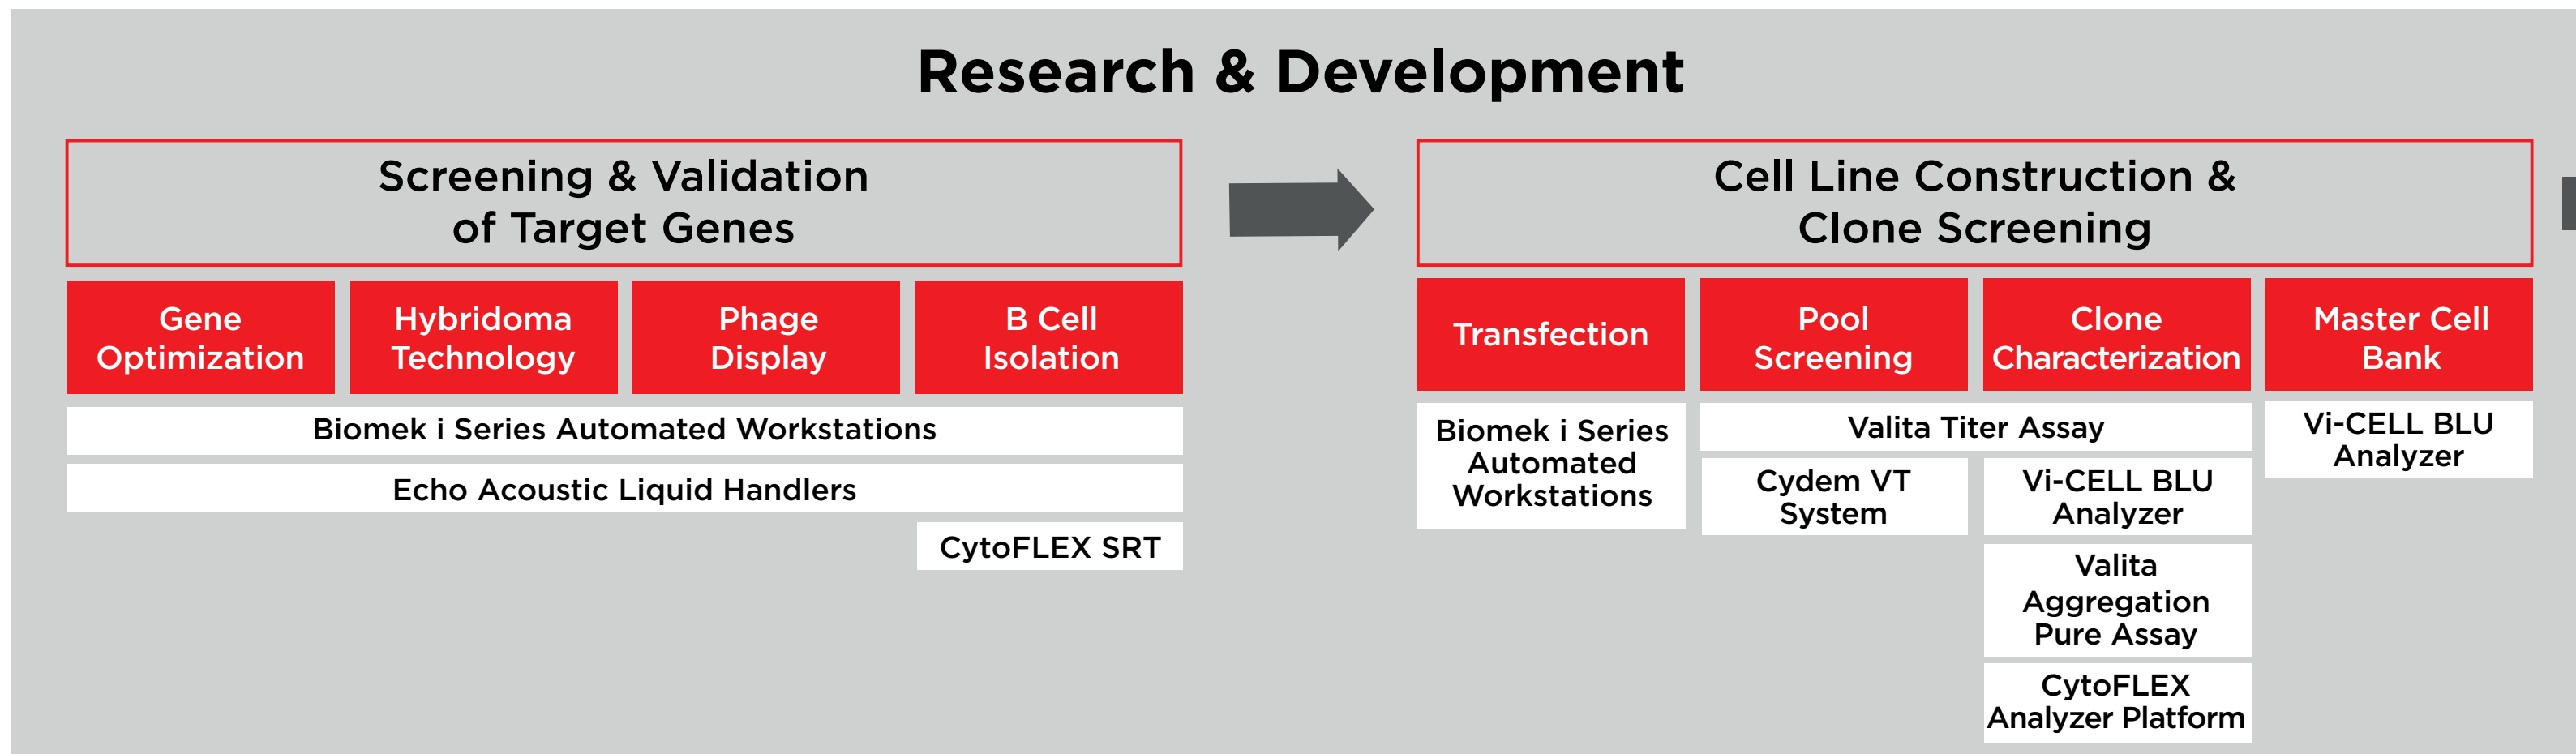 Research & Development
Screening & Validation
of Target Genes
Gene
Optimization
Hybridoma
Technology
Phage
Display
B Cell
Isolation
Biomek i Series Automated Workstations
Echo Acoustic Liquid Handlers
CytoFLEX SRT
Cell Line Construction &
Clone Screening
Transfection
Pool
Screening
Clone
Characterization
Master Cell
Bank
Biomek i Series
Automated
Workstations
Valita Titer Assay
Cydem VT
System
Vi-CELL BLU
Analyzer
Valita
Aggregation
Pure Assay
CytoFLEX
Analyzer Platform
Vi-CELL BLU
Analyzer